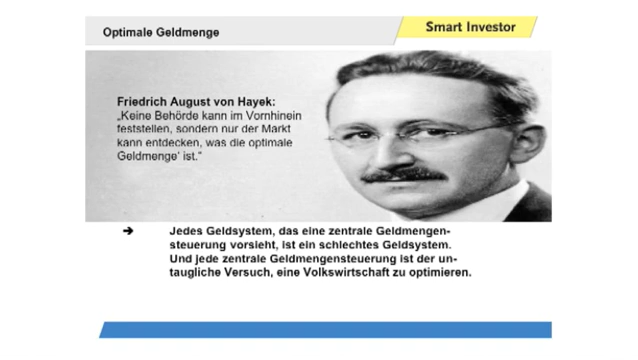 Optimale Geldmenge
Smart Investor
Friedrich August von Hayek:
„Keine Behörde kann im Vornhinein
feststellen, sondern nur der Markt
kann entdecken, was die optimale
Geldmenge‘ ist.“
➔ Jedes Geldsystem, das eine zentrale Geldmengen-
steuerung vorsieht, ist ein schlechtes Geldsystem.
Und jede zentrale Geldmengensteuerung ist der un-
taugliche Versuch, eine Volkswirtschaft zu optimieren.